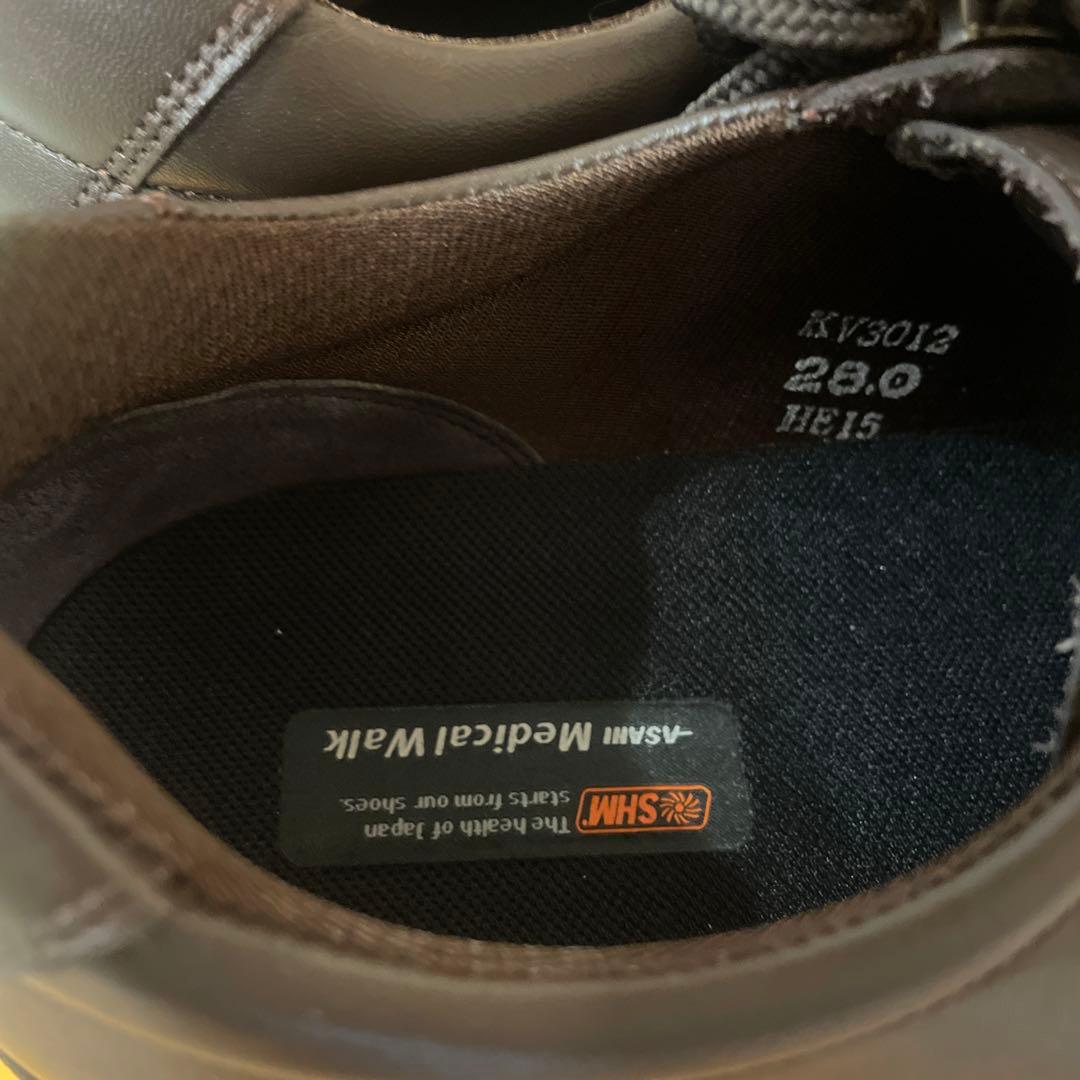 KV3012
28.0
HE15
ASAHI Medical Walk
SHM
The health of Japan
starts from our shoes.